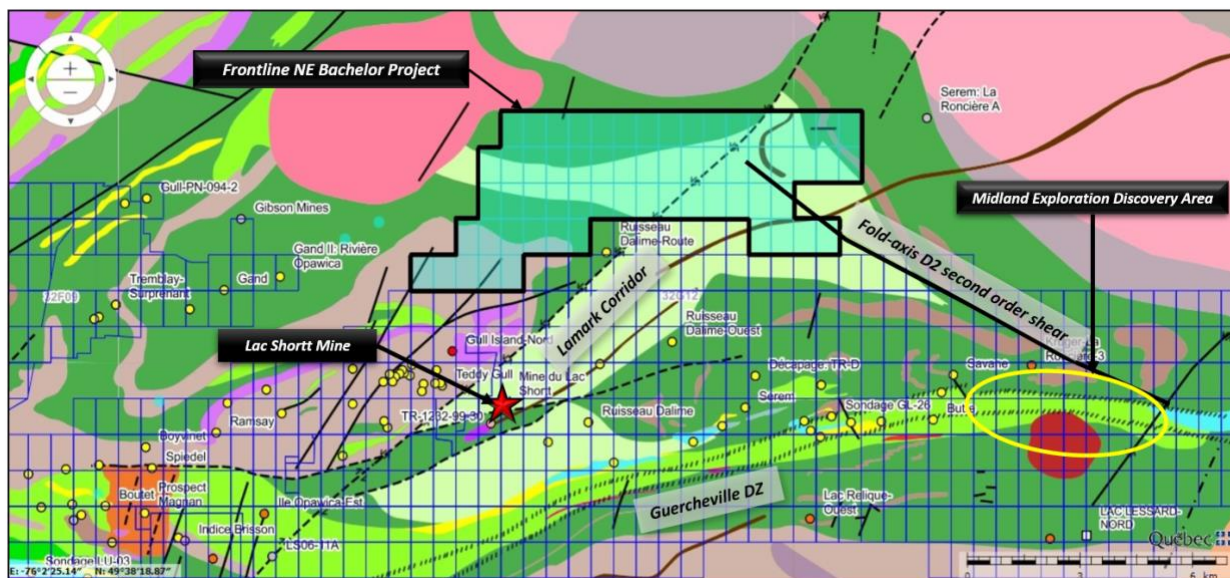 Frontline NE Bachelor Project
Serem: La
Roncière A
Gull-PN-094-2
Gibson Mines
Midland Exploration Discovery Area
Gand II: Rivière
Opawica
Ruisseau
Dalime-Route
Tremblay-
Surprenant
Gand
32F09
32G12
Fold-axis D2 second order shear
Lamark Corridor
Ruisseau
Dalime-Ouest
Lac Shortt Mine
Gull Island-Nord
Teddy Gull
Mine du Lac
Shortt
Décapage: TR-D
Savane
TR-1232-99-30
Ramsay
Ruisseau Dalime
Serem
Sondage GL-26
Boyvinet
Spiedel
Boutet
Prospect
Magnan
Ile Opawica-Est
Guercheville DZ
Lac Relique-
Ouest
Indice Brisson
LS06-11A
LAC LESSARD-
NORD
Québec
Sondage LU-03
E: -76°2'25.14" N: 49°38'18.87"
0 6 km